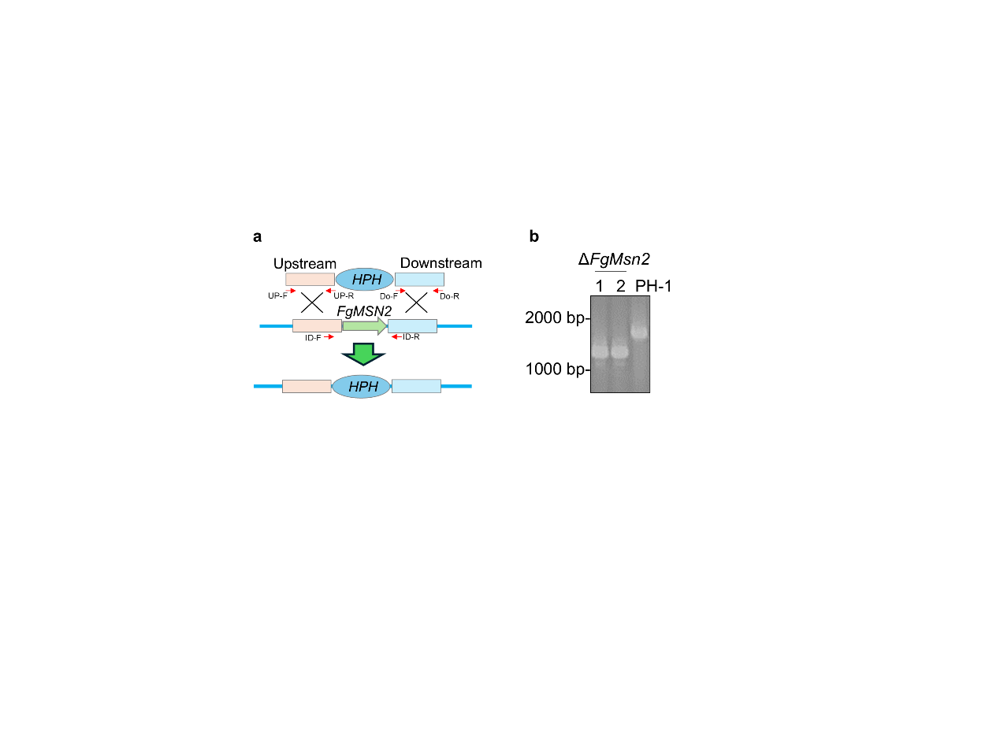 a
Upstream
Downstream
HPH
UP-F
UP-R
Do-F
Do-R
FgMSN2
ID-F
ID-R
HPH
b
ΔFgMsn2
1 2 PH-1
2000 bp-
1000 bp-